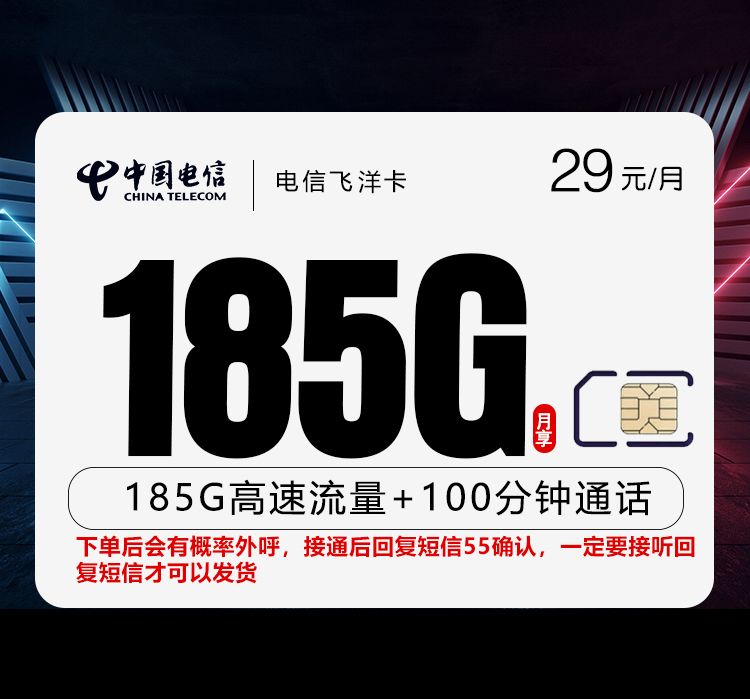 中国电信
CHINA TELECOM
电信飞洋卡
29元/月
185G
月享
185G高速流量+100分钟通话
下单后会有概率外呼，接通后回复短信55确认，一定要接听回
复短信才可以发货